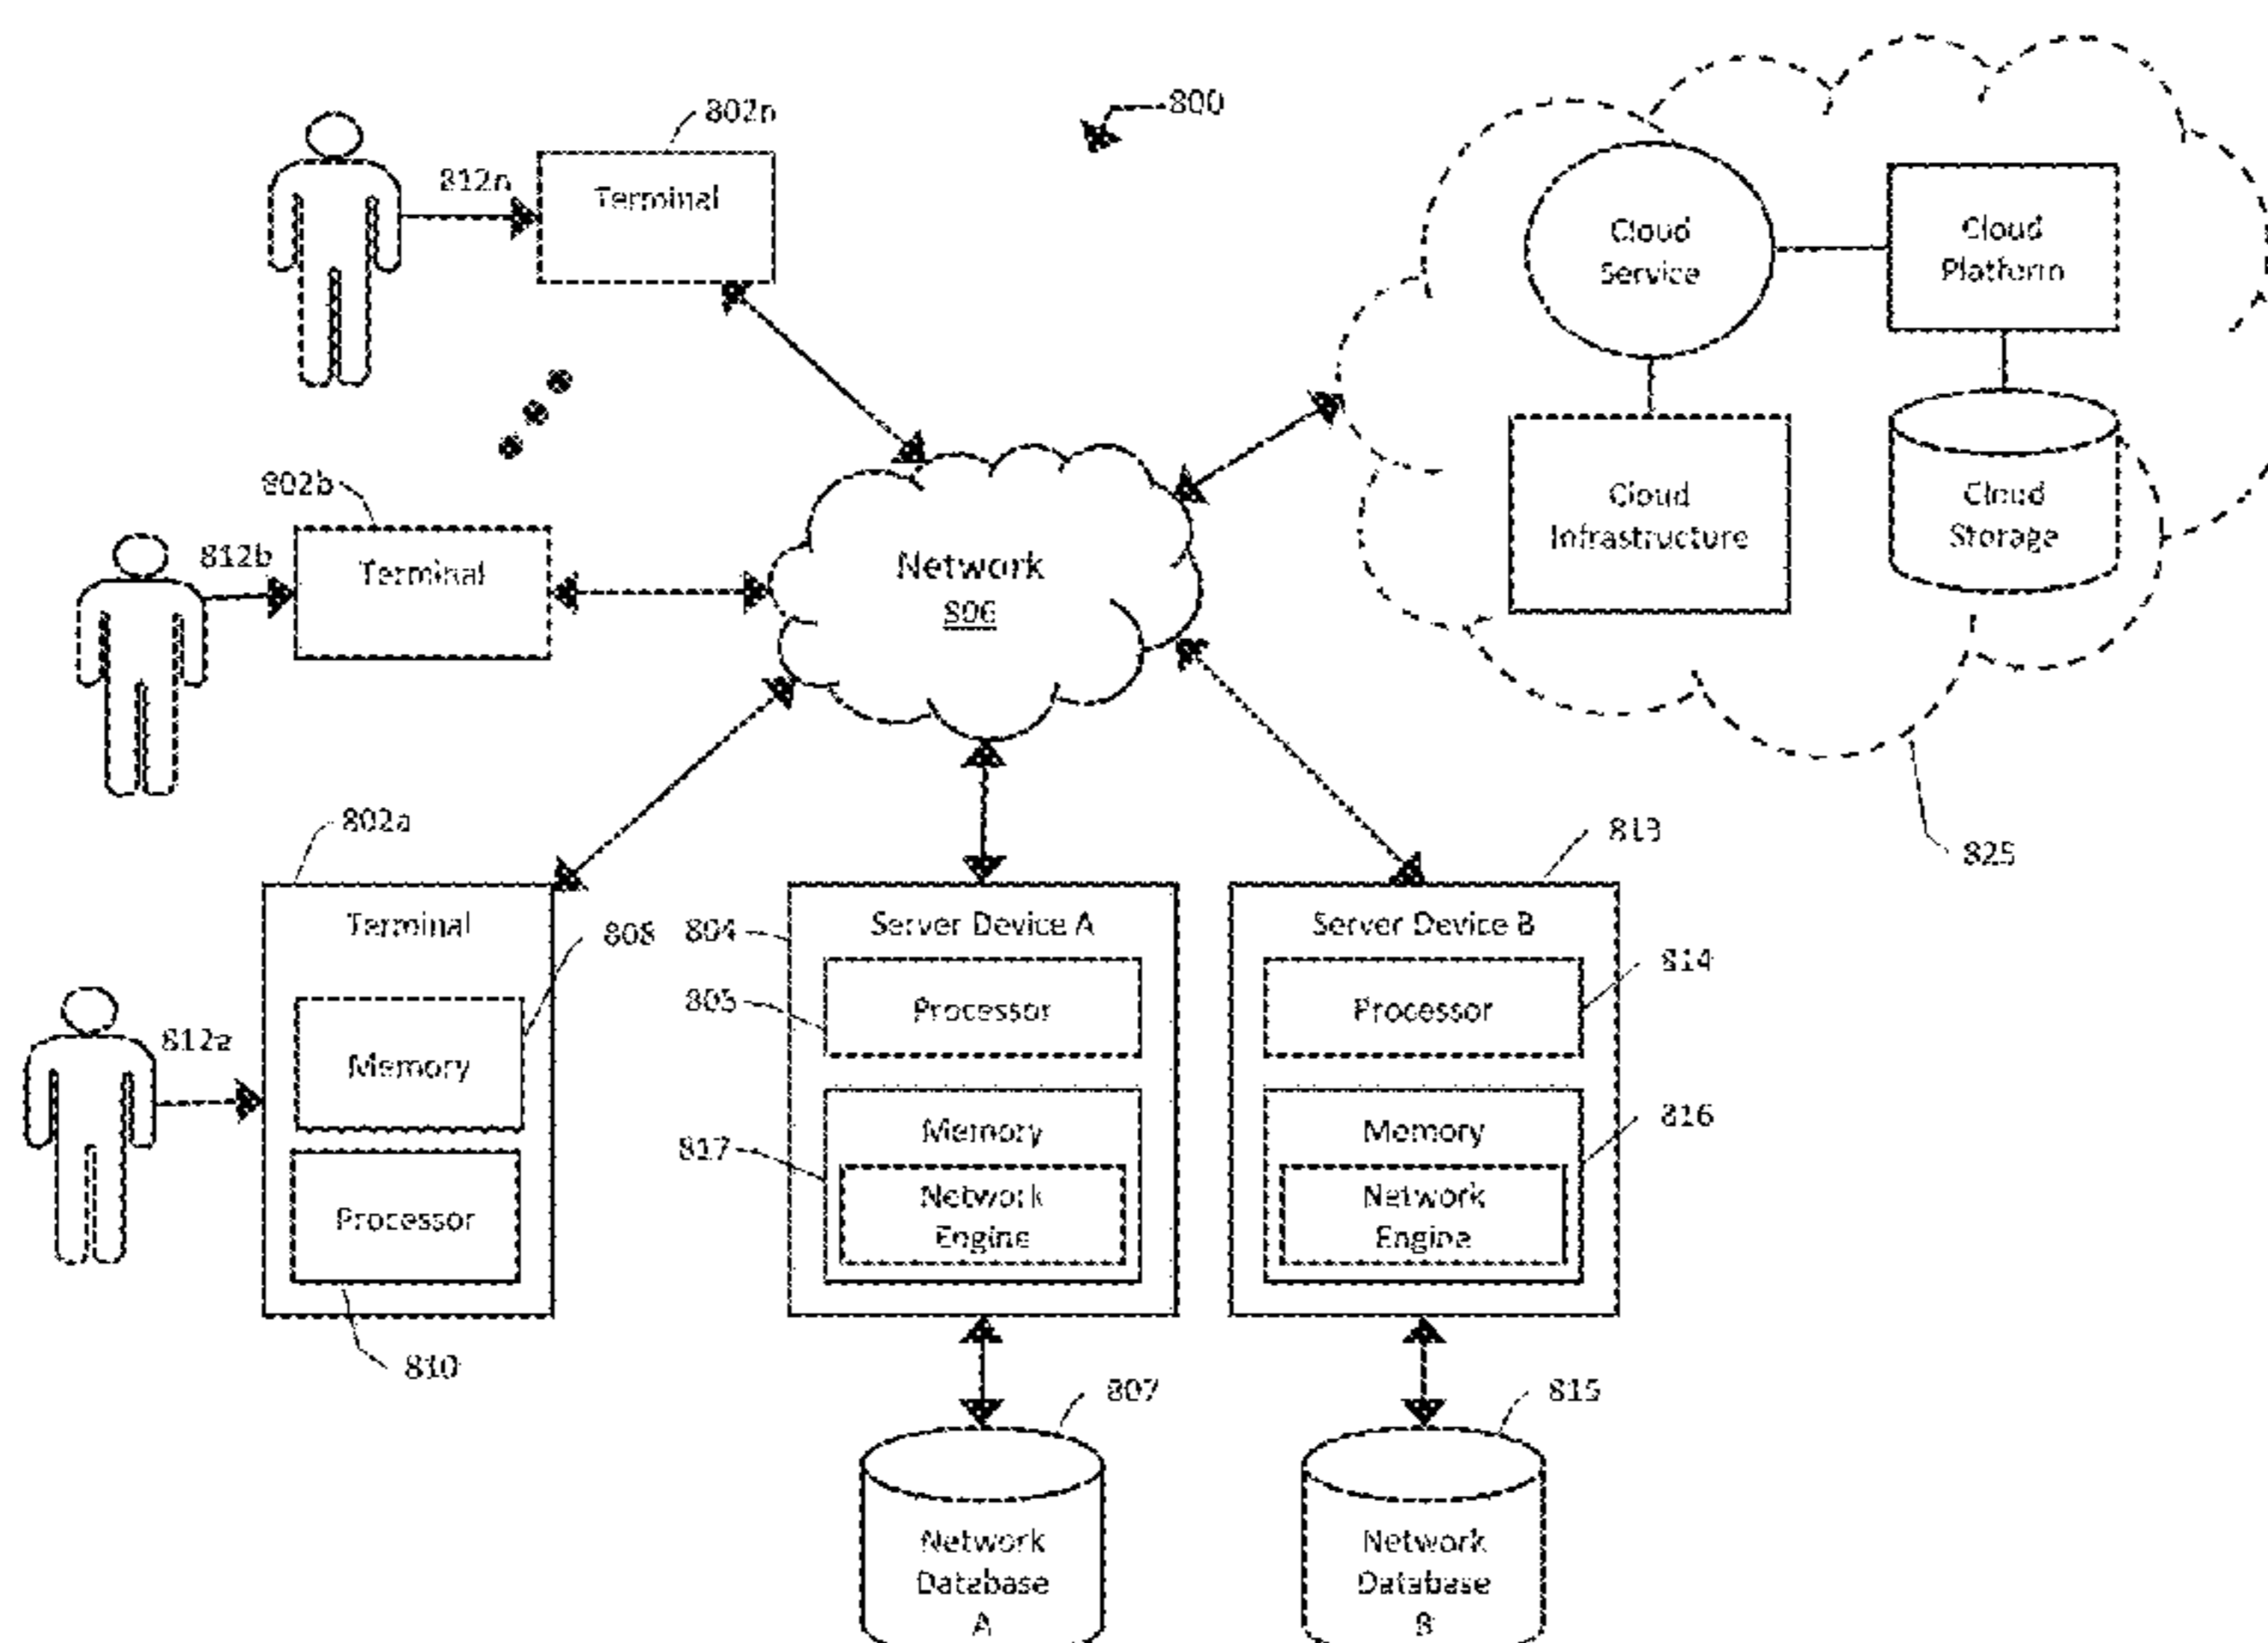 800
802n
812n
Terminal
Cloud
Service
Cloud
Platform
802b
812b
Terminal
Network
806
Cloud
Infrastructure
Cloud
Storage
825
802a
812a
Terminal
808
Memory
Processor
810
804
Server Device A
805
Processor
817
Memory
Network
Engine
807
Network
Database
A
813
Server Device B
814
Processor
816
Memory
Network
Engine
815
Network
Database
B